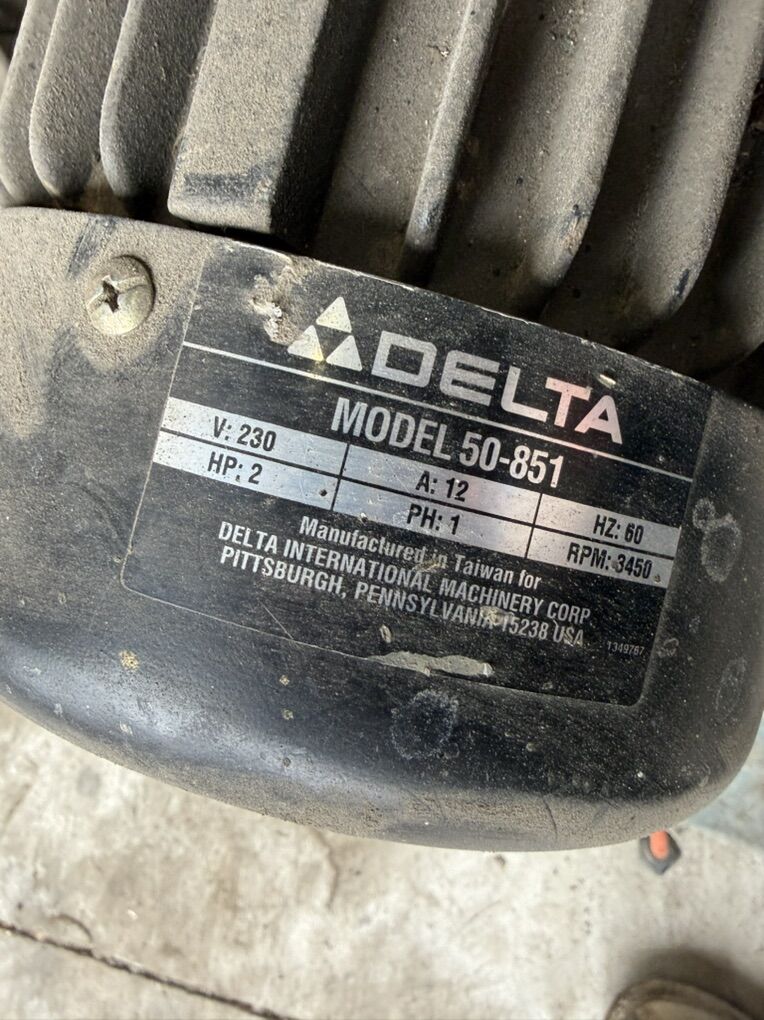 DELTA
MODEL 50-851
V: 230 A: 12 HZ: 60
HP: 2 PH: 1 RPM: 3450
Manufactured in Taiwan for
DELTA INTERNATIONAL MACHINERY CORP.
PITTSBURGH, PENNSYLVANIA 15238 USA
1349767